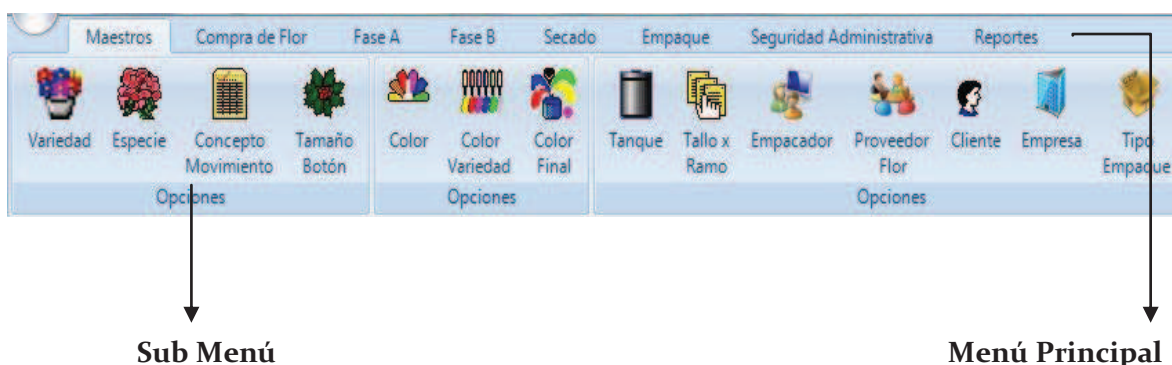 Maestros Compra de Flor Fase A Fase B Secado Empaque Seguridad Administrativa Reportes
Variedad Especie Concepto Movimiento Tamaño Botón Color Color Variedad Color Final Tanque Tallo x Ramo Empacador Proveedor Flor Cliente Empresa Tipo Empaque
Opciones Opciones Opciones
Sub Menú Menú Principal